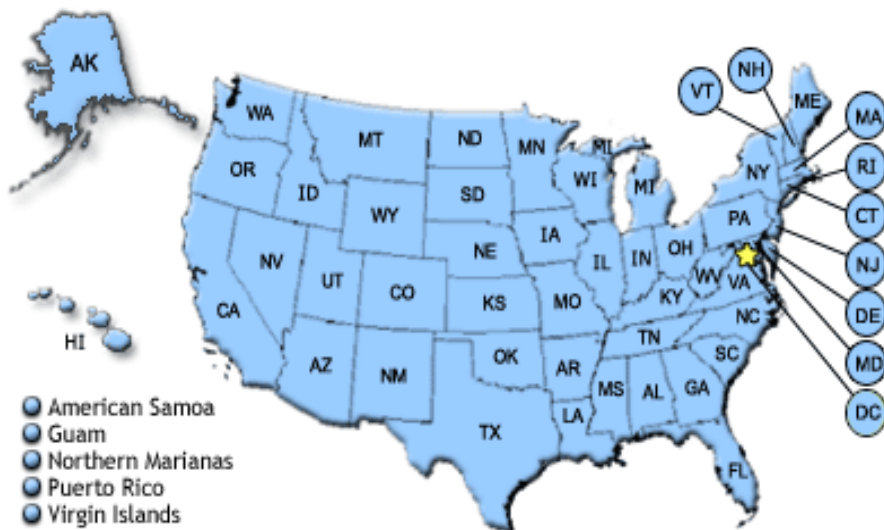 AK
NH
VT
ME
WA
MT
ND
MN
MI
MA
OR
ID
SD
WI
MI
NY
RI
WY
CT
IA
PA
NE
OH
NJ
NV
UT
IL
IN
WV
VA
CA
CO
KS
MO
KY
DE
HI
NC
TN
AZ
NM
OK
AR
SC
MD
MS
AL
GA
American Samoa
DC
TX
LA
Guam
Northern Marianas
FL
Puerto Rico
Virgin Islands